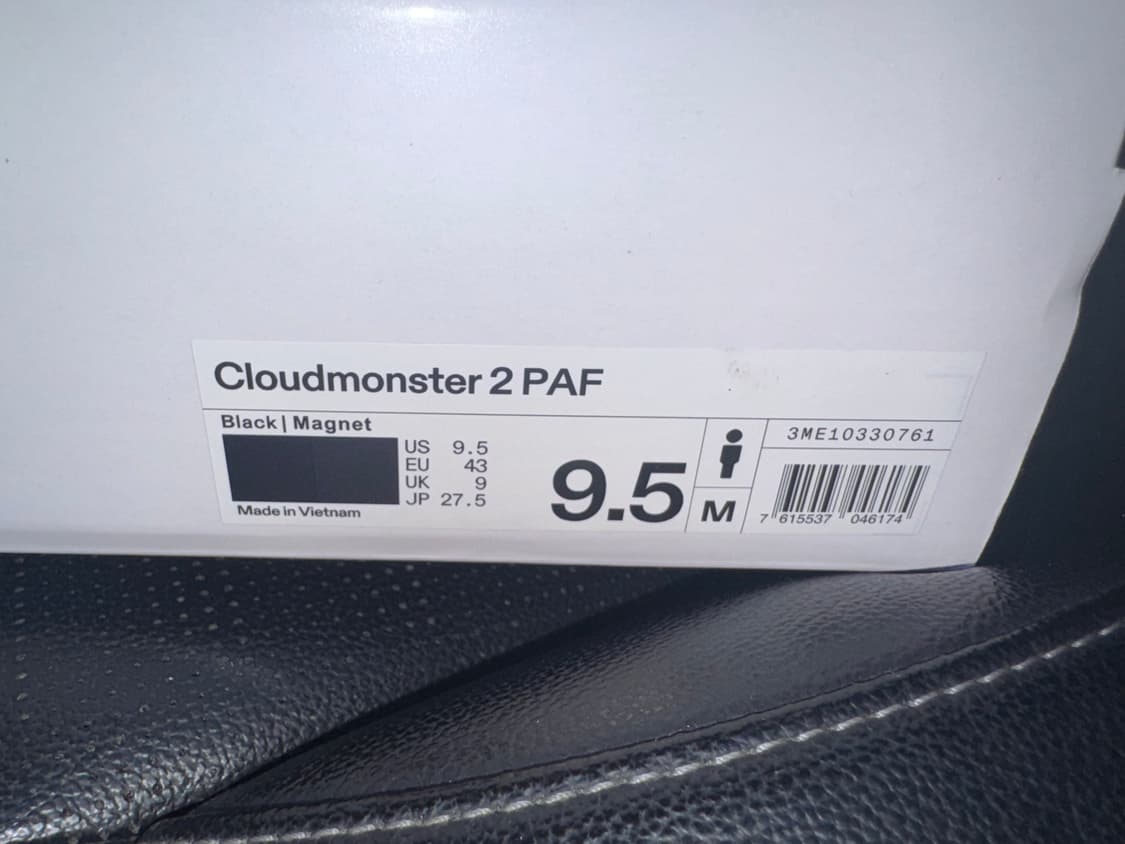 Cloudmonster 2 PAF
Black | Magnet
US 9.5
EU 43
UK 9
JP 27.5
Made in Vietnam
9.5
M
3ME10330761
7 615537 046174